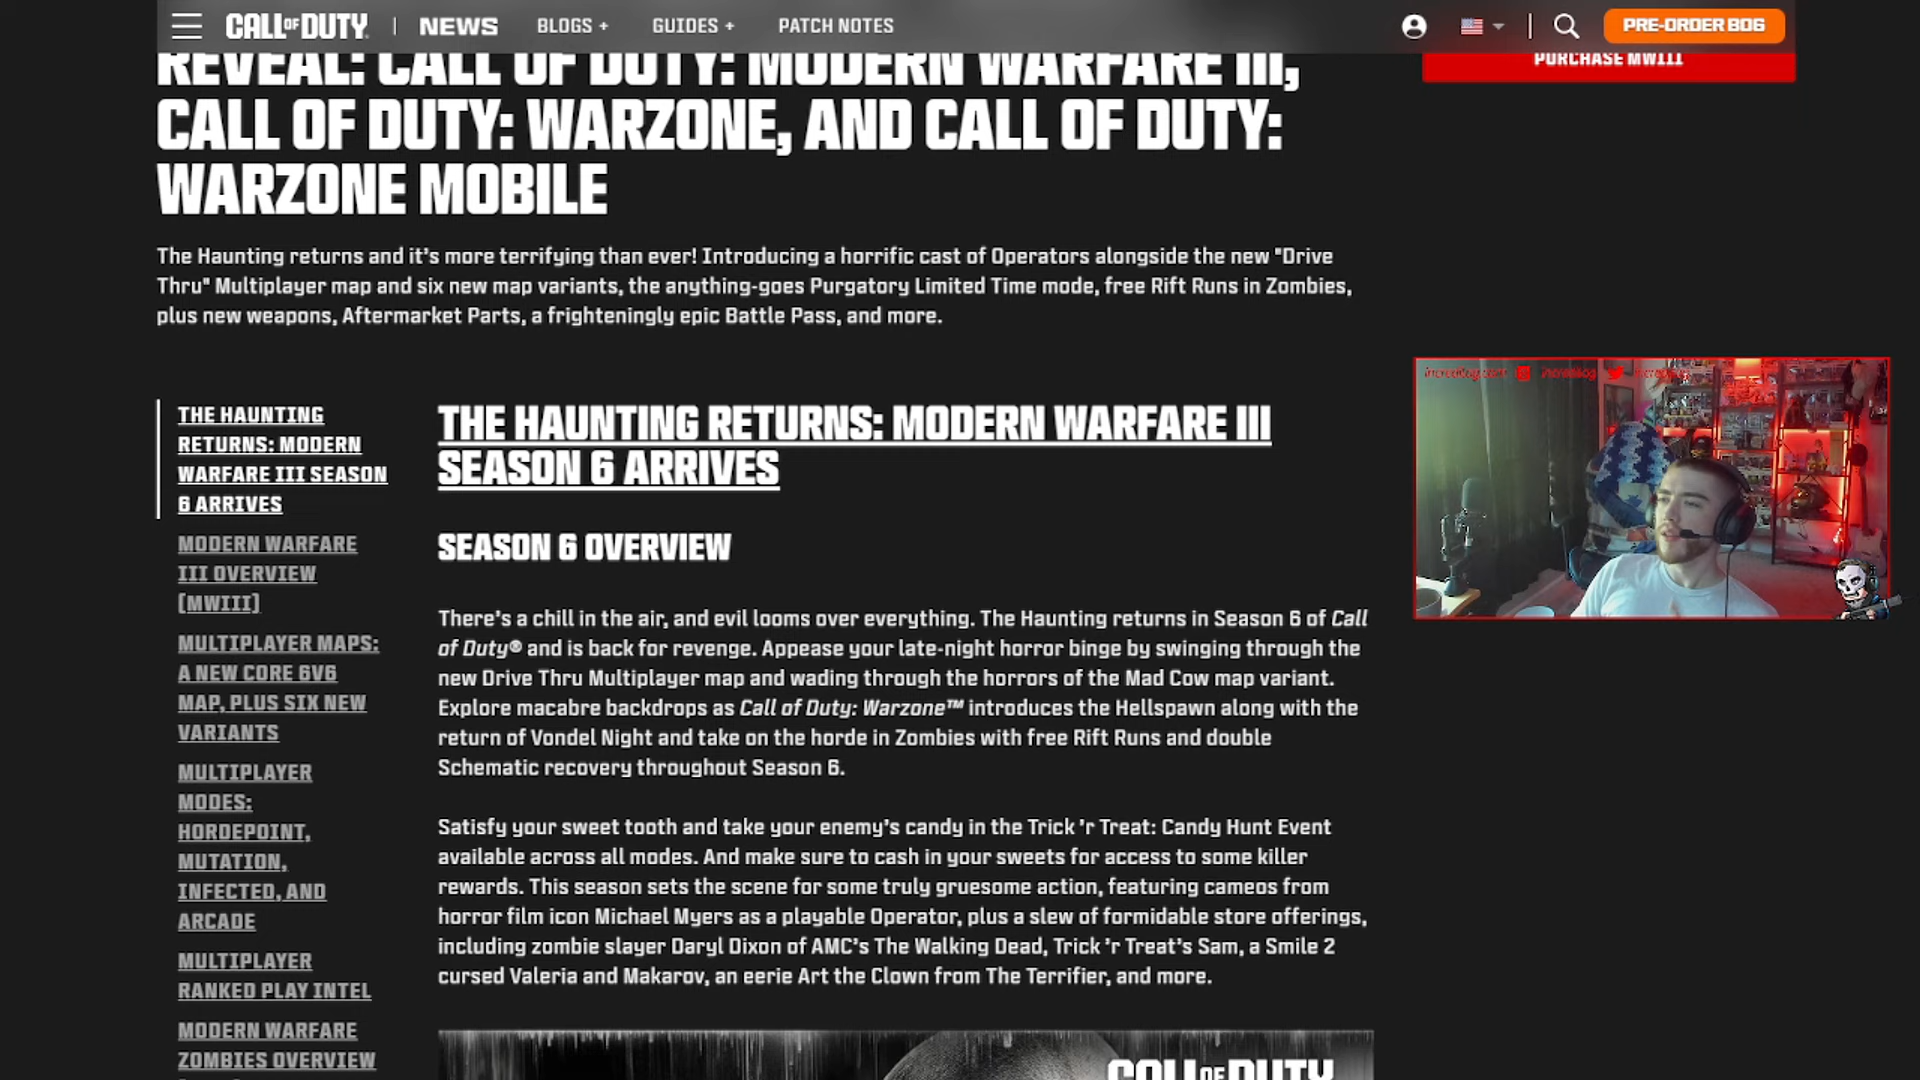 CALL OF DUTY
NEWS
BLOGS +
GUIDES +
PATCH NOTES
PRE-ORDER BO6
REVEAL: CALL OF DUTY: MODERN WARFARE III,
CALL OF DUTY: WARZONE, AND CALL OF DUTY:
WARZONE MOBILE
PURCHASE MWIII
The Haunting returns and it's more terrifying than ever! Introducing a horrific cast of Operators alongside the new "Drive
Thru" Multiplayer map and six new map variants, the anything-goes Purgatory Limited Time mode, free Rift Runs in Zombies,
plus new weapons, Aftermarket Parts, a frighteningly epic Battle Pass, and more.
THE HAUNTING
RETURNS: MODERN
WARFARE III SEASON
6 ARRIVES
MODERN WARFARE
III OVERVIEW
[MWIII]
MULTIPLAYER MAPS:
A NEW CORE 6V6
MAP, PLUS SIX NEW
VARIANTS
MULTIPLAYER
MODES:
HORDEPOINT,
MUTATION,
INFECTED, AND
ARCADE
MULTIPLAYER
RANKED PLAY INTEL
MODERN WARFARE
ZOMBIES OVERVIEW
THE HAUNTING RETURNS: MODERN WARFARE III
SEASON 6 ARRIVES
SEASON 6 OVERVIEW
There's a chill in the air, and evil looms over everything. The Haunting returns in Season 6 of Call
of Duty® and is back for revenge. Appease your late-night horror binge by swinging through the
new Drive Thru Multiplayer map and wading through the horrors of the Mad Cow map variant.
Explore macabre backdrops as Call of Duty: Warzone™ introduces the Hellspawn along with the
return of Vondel Night and take on the horde in Zombies with free Rift Runs and double
Schematic recovery throughout Season 6.
Satisfy your sweet tooth and take your enemy's candy in the Trick 'r Treat: Candy Hunt Event
available across all modes. And make sure to cash in your sweets for access to some killer
rewards. This season sets the scene for some truly gruesome action, featuring cameos from
horror film icon Michael Myers as a playable Operator, plus a slew of formidable store offerings,
including zombie slayer Daryl Dixon of AMC's The Walking Dead, Trick 'r Treat's Sam, a Smile 2
cursed Valeria and Makarov, an eerie Art the Clown from The Terrifier, and more.
CALL OF DUTY